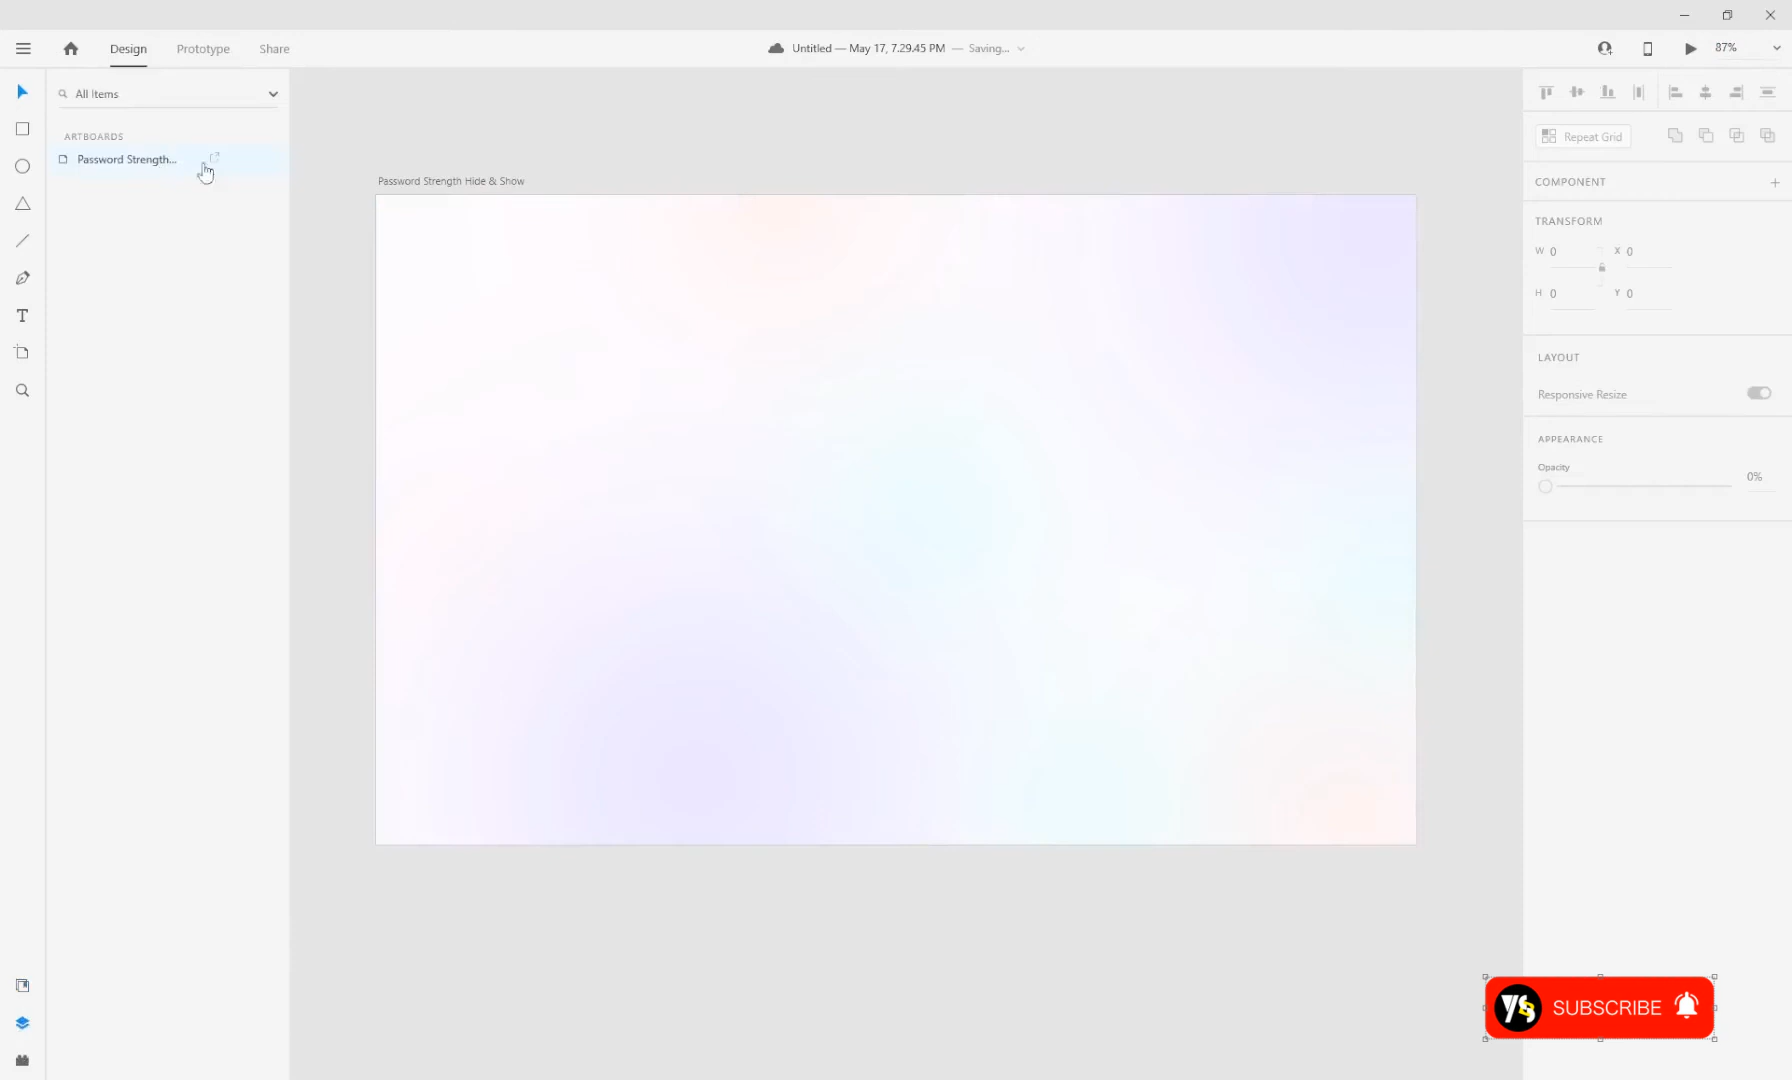 Design Prototype Share
Untitled — May 17, 7.29.45 PM — Saving...
87%
All Items
ARTBOARDS
Password Strength...
Password Strength Hide & Show
Repeat Grid
COMPONENT
TRANSFORM
W 0 X 0
H 0 Y 0
LAYOUT
Responsive Resize
APPEARANCE
Opacity
0%
T
SUBSCRIBE